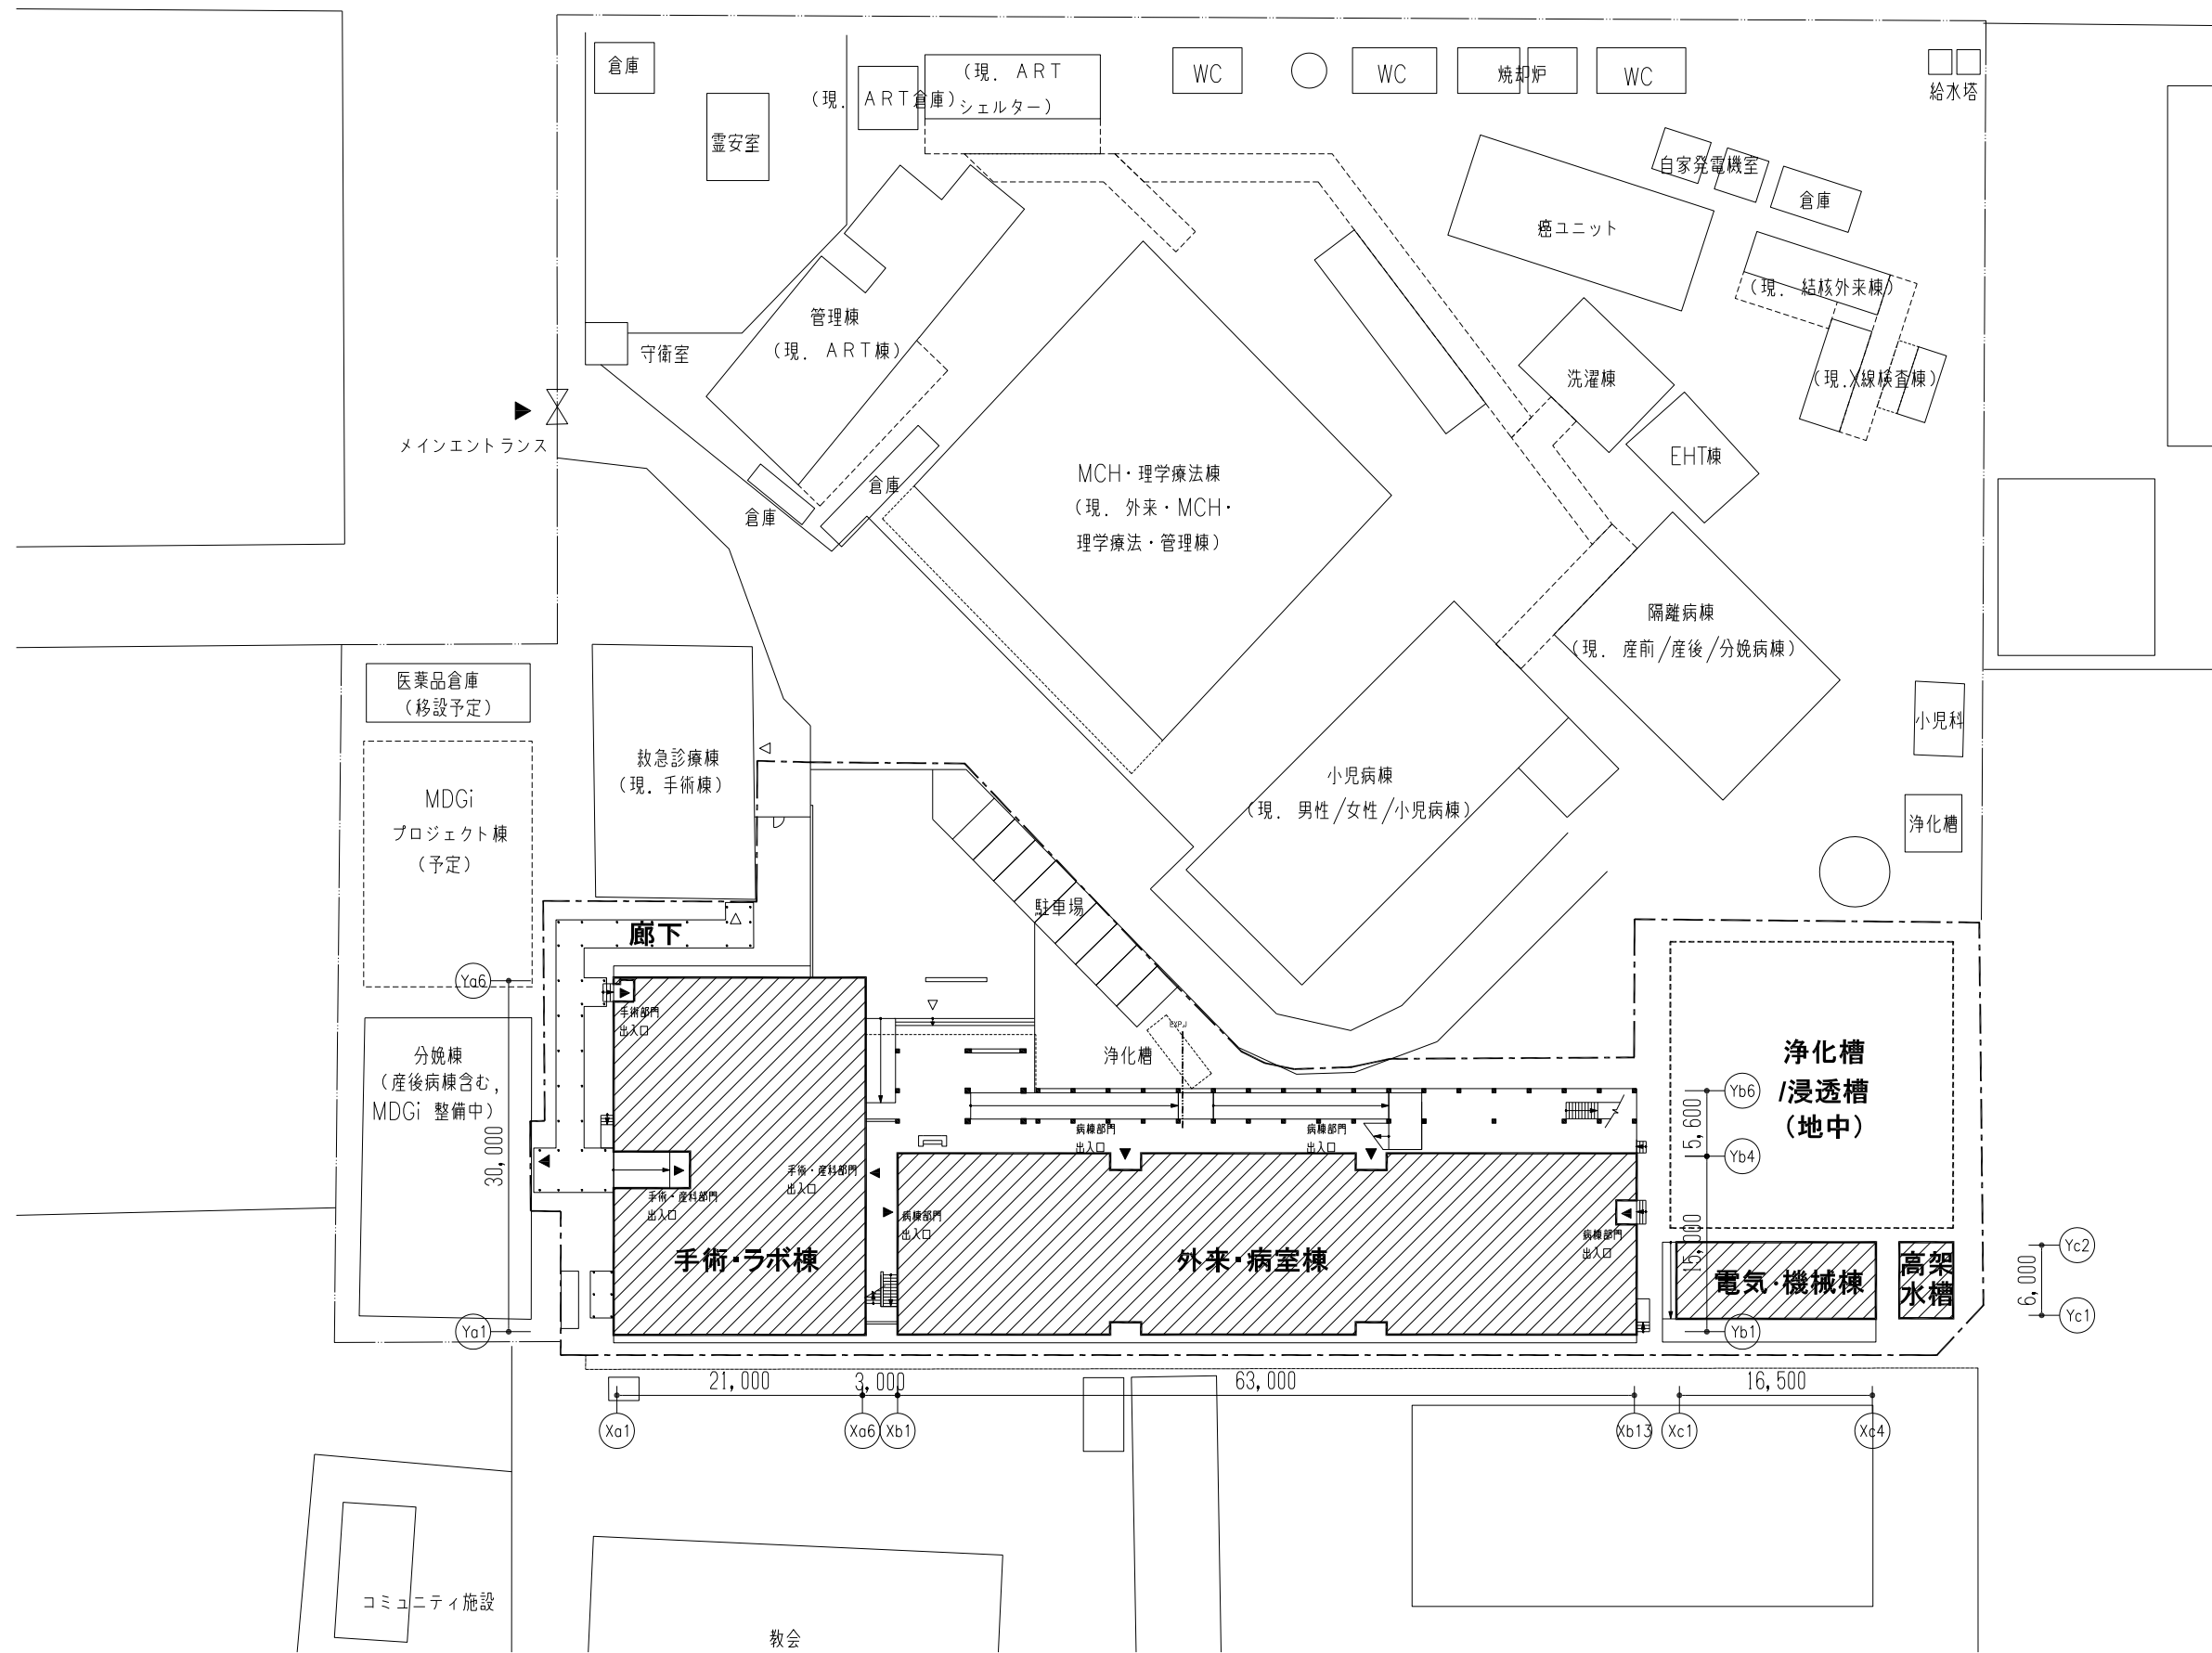 倉庫
霊安室
(現. ART倉庫)
(現. ART
シェルター)
WC
WC
焼却炉
WC
給水塔
自家発電機室
倉庫
癌ユニット
(現. 結核外来棟)
(現.X線検査棟)
管理棟
(現. ART棟)
守衛室
メインエントランス
洗濯棟
EHT棟
倉庫
倉庫
MCH・理学療法棟
(現. 外来・MCH・
理学療法・管理棟)
隔離病棟
(現. 産前/産後/分娩病棟)
医薬品倉庫
(移設予定)
小児科
救急診療棟
(現. 手術棟)
小児病棟
(現. 男性/女性/小児病棟)
MDGi
プロジェクト棟
(予定)
浄化槽
駐車場
廊下
Ya6
手術部門
出入口
EXP.J
浄化槽
浄化槽
/浸透槽
(地中)
分娩棟
(産後病棟含む,
MDGi 整備中)
30,000
Yb6
5,600
Yb4
15,000
病棟部門
出入口
病棟部門
出入口
手術・産科部門
出入口
手術・産科部門
出入口
病棟部門
出入口
病棟部門
出入口
手術・ラボ棟
外来・病室棟
電気・機械棟
高架
水槽
Yc2
6,000
Yc1
Ya1
Yb1
21,000
3,000
63,000
16,500
Xa1
Xa6
Xb1
Xb13
Xc1
Xc4
コミュニティ施設
教会